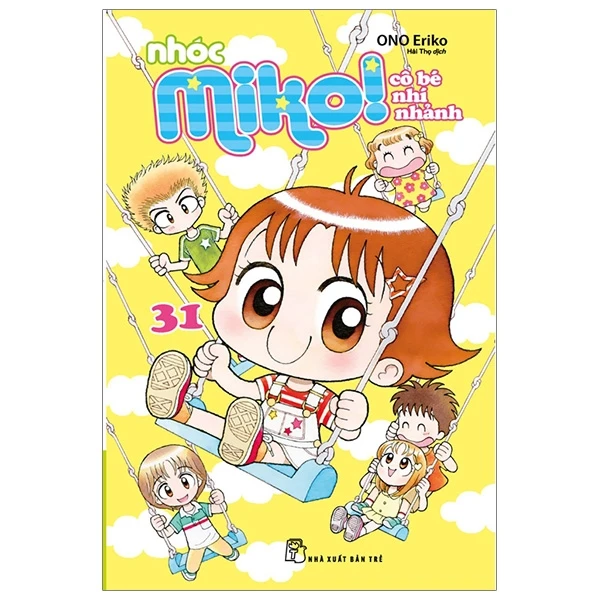 ONO Eriko
Hải Thọ dịch
nhóc
miko!
cô bé
nhí
nhảnh
31
NHÀ XUẤT BẢN TRẺ